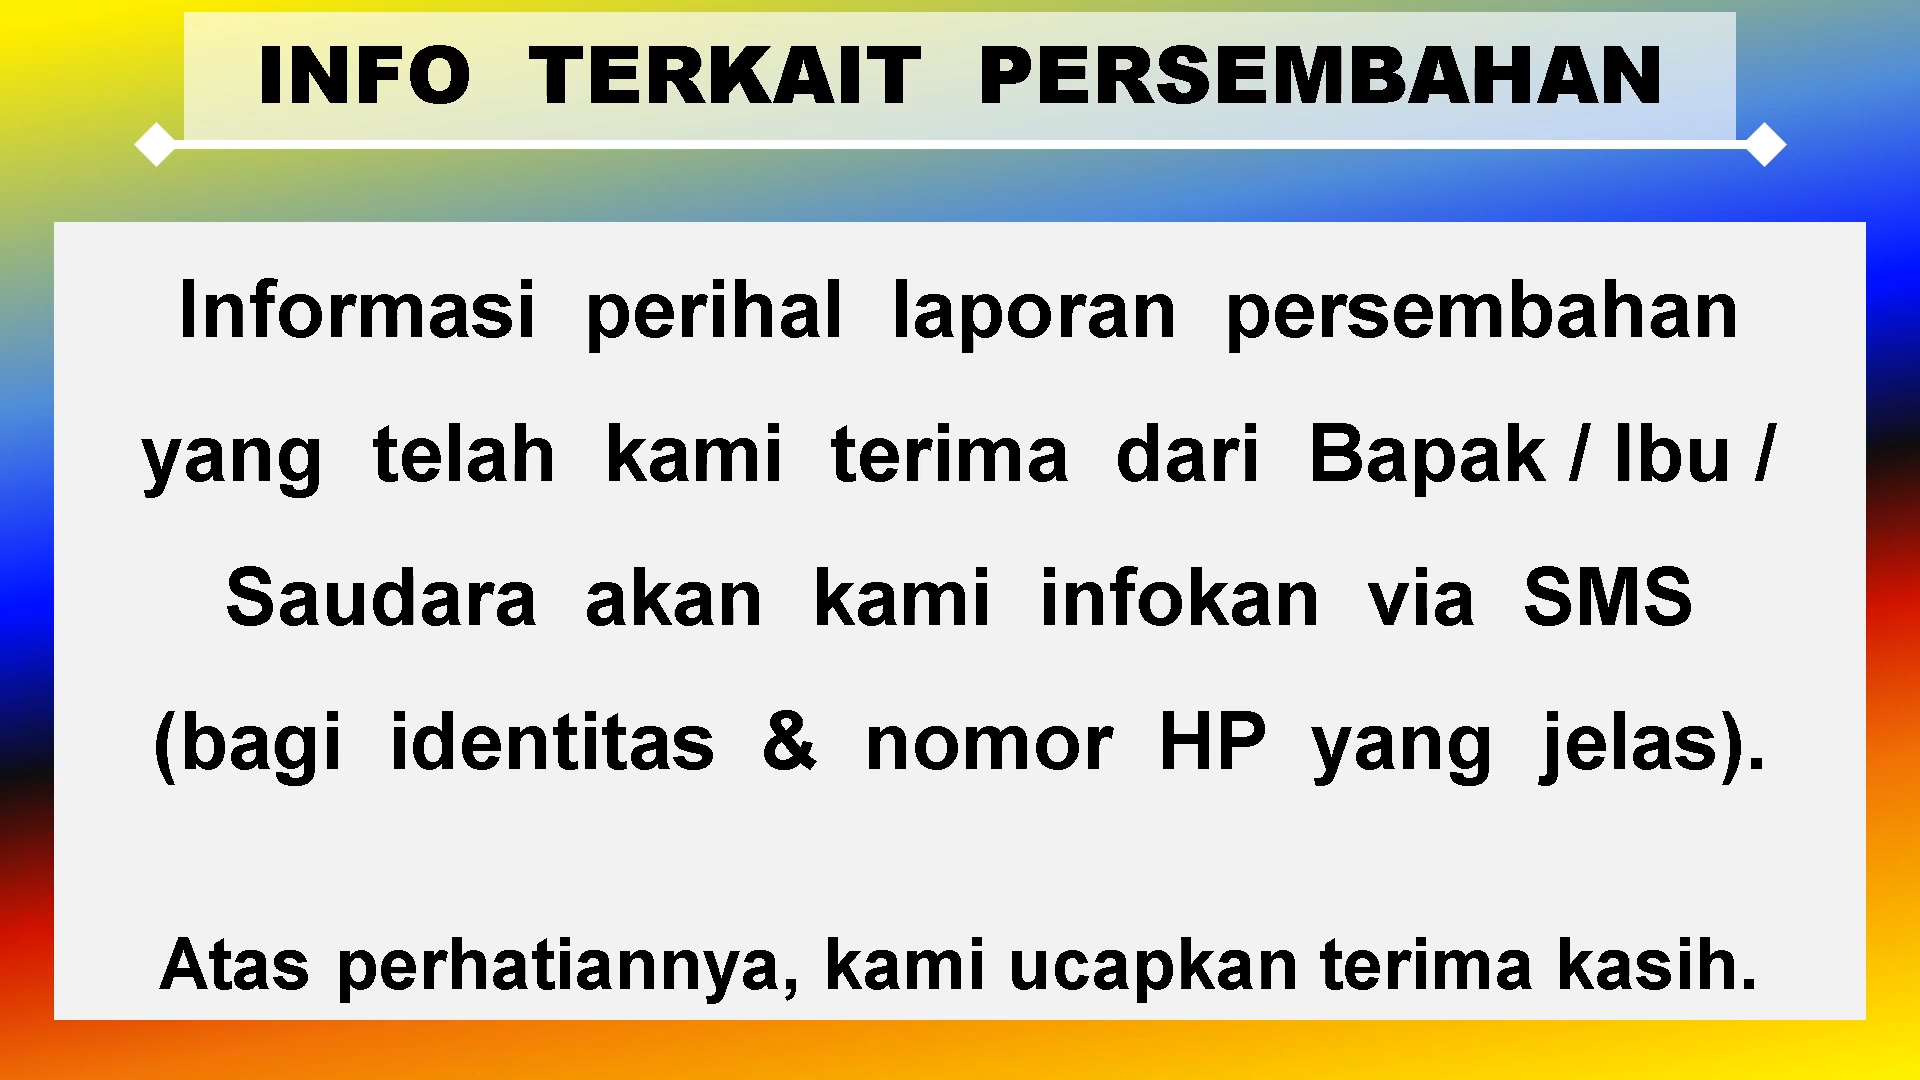 INFO TERKAIT PERSEMBAHAN
Informasi perihal laporan persembahan
yang telah kami terima dari Bapak / Ibu /
Saudara akan kami infokan via SMS
(bagi identitas & nomor HP yang jelas).
Atas perhatiannya, kami ucapkan terima kasih.